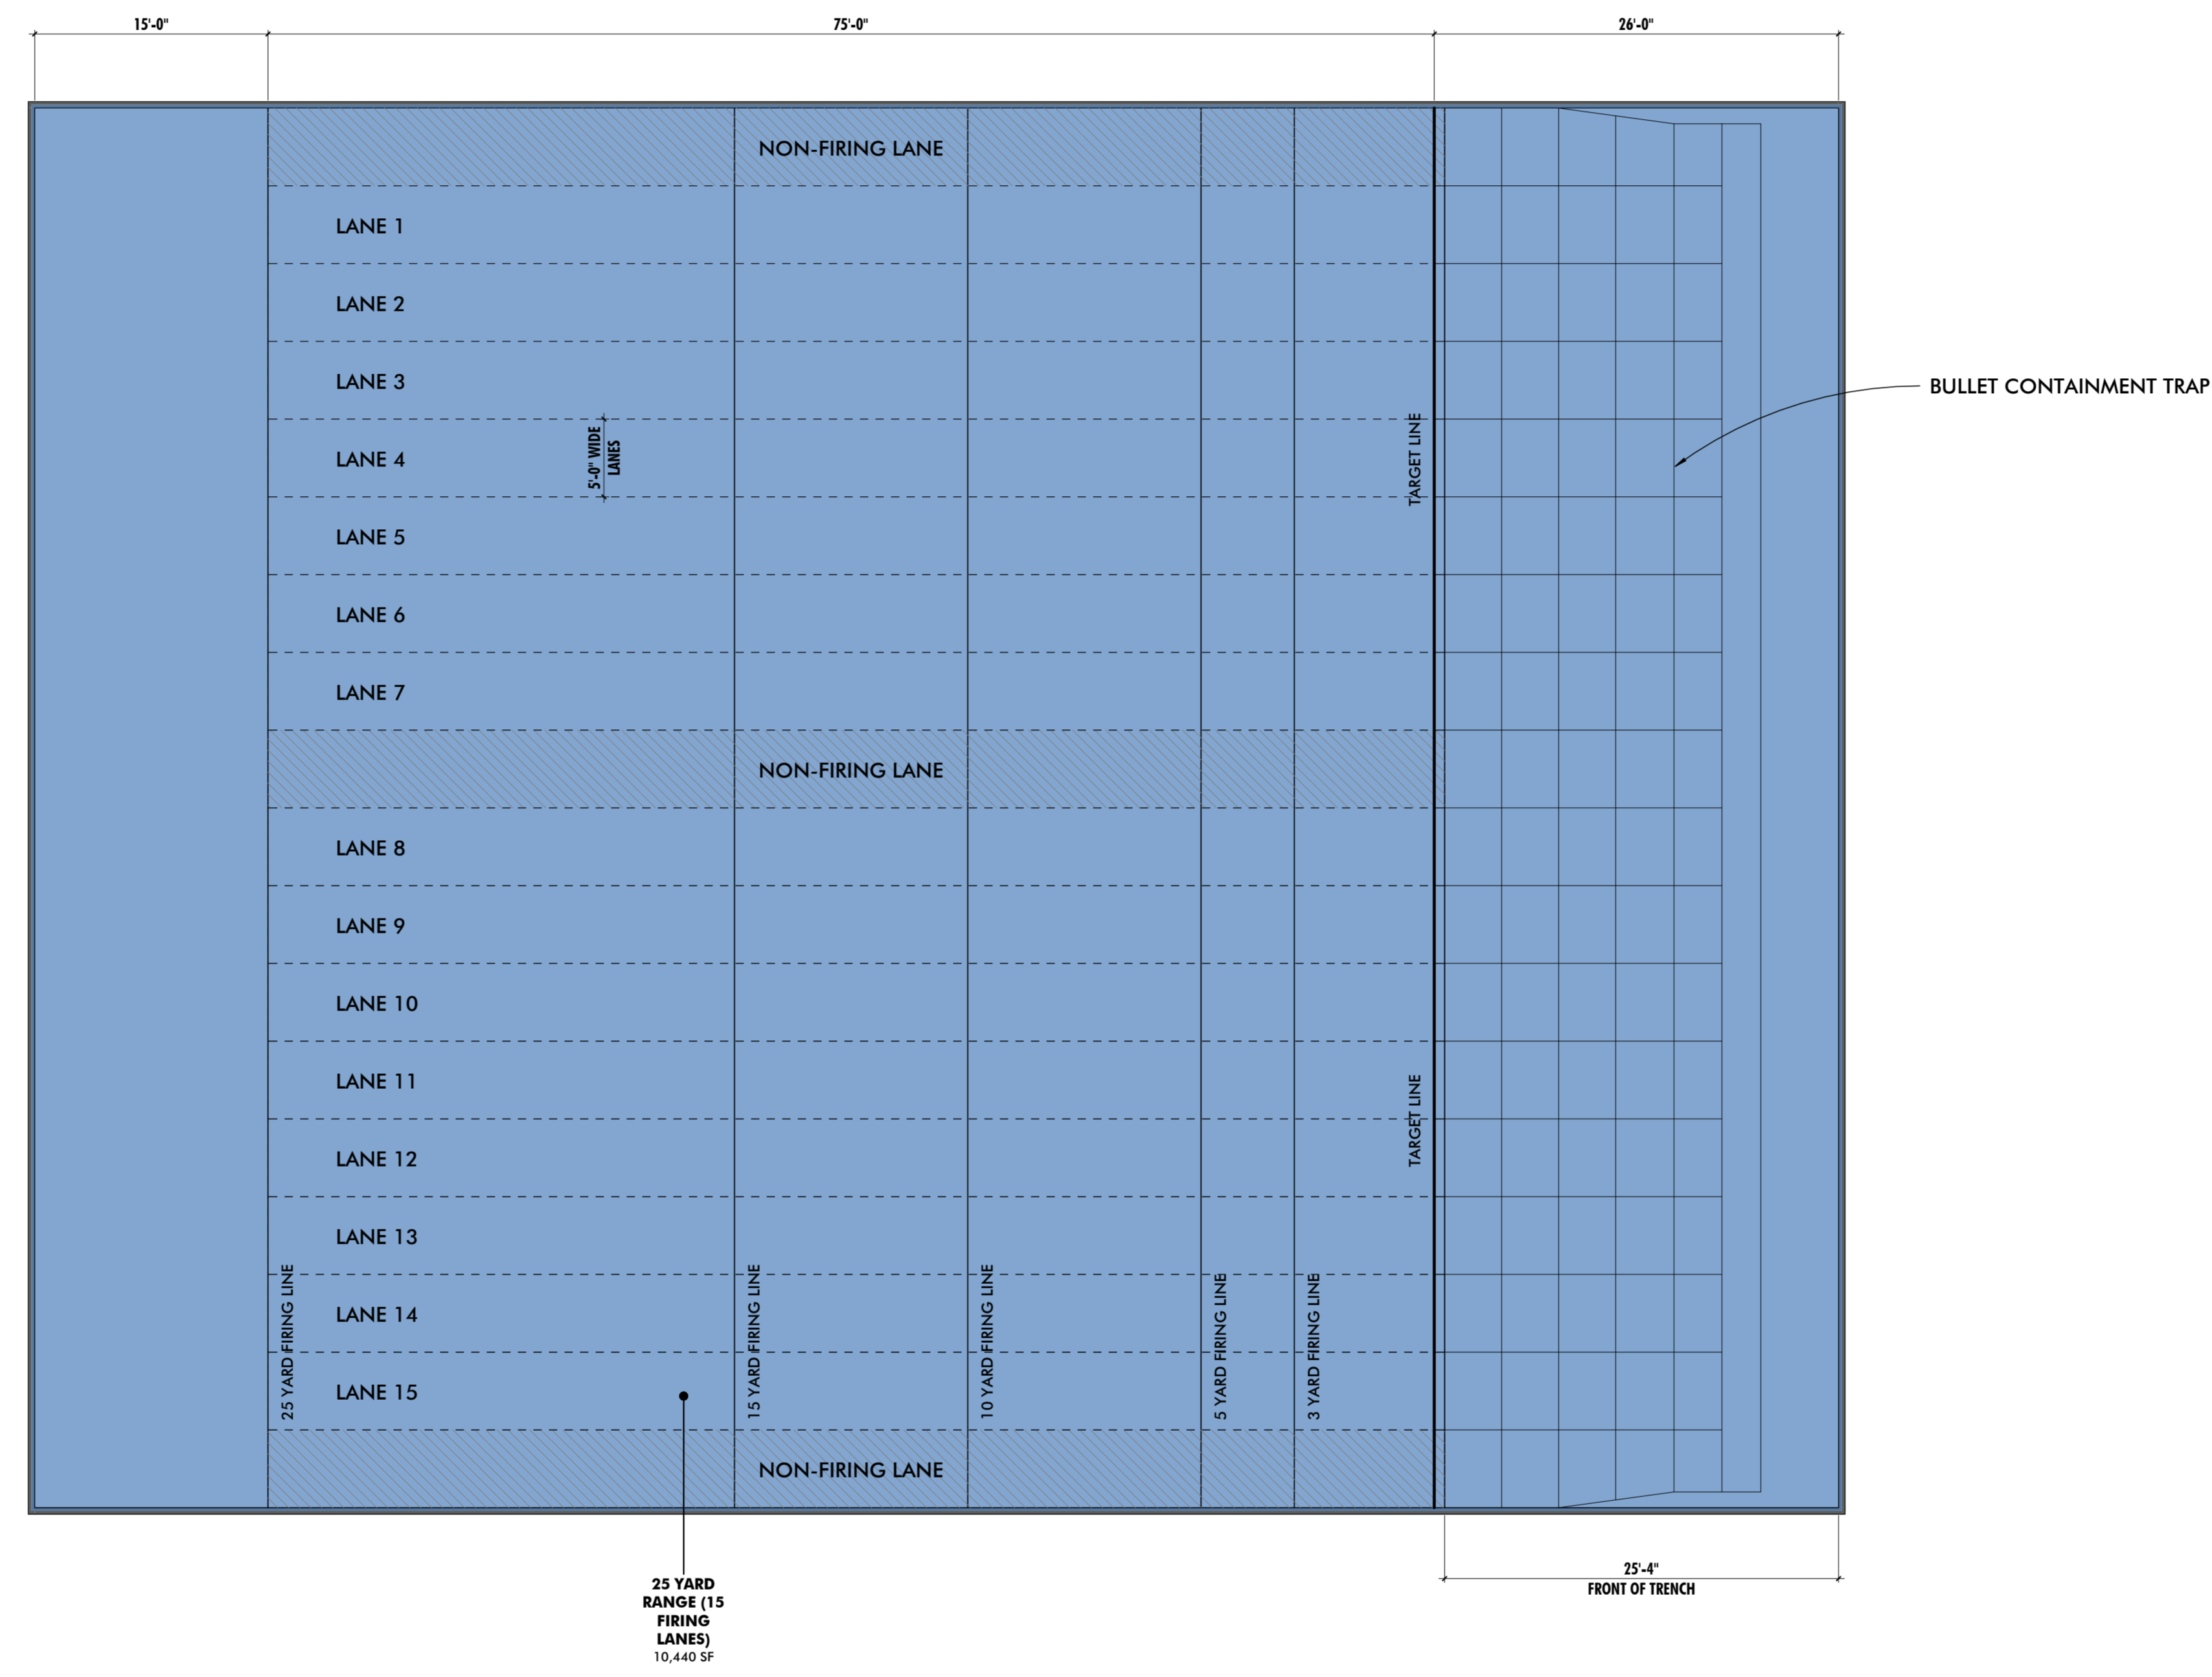 15'-0"
75'-0"
26'-0"
NON-FIRING LANE
LANE 1
LANE 2
LANE 3
BULLET CONTAINMENT TRAP
5'-0" WIDE
LANES
LANE 4
TARGET LINE
LANE 5
LANE 6
LANE 7
NON-FIRING LANE
LANE 8
LANE 9
LANE 10
LANE 11
TARGET LINE
LANE 12
LANE 13
LANE 14
LANE 15
25 YARD FIRING LINE
15 YARD FIRING LINE
10 YARD FIRING LINE
5 YARD FIRING LINE
3 YARD FIRING LINE
NON-FIRING LANE
25'-4"
FRONT OF TRENCH
25 YARD
RANGE (15
FIRING
LANES)
10,440 SF